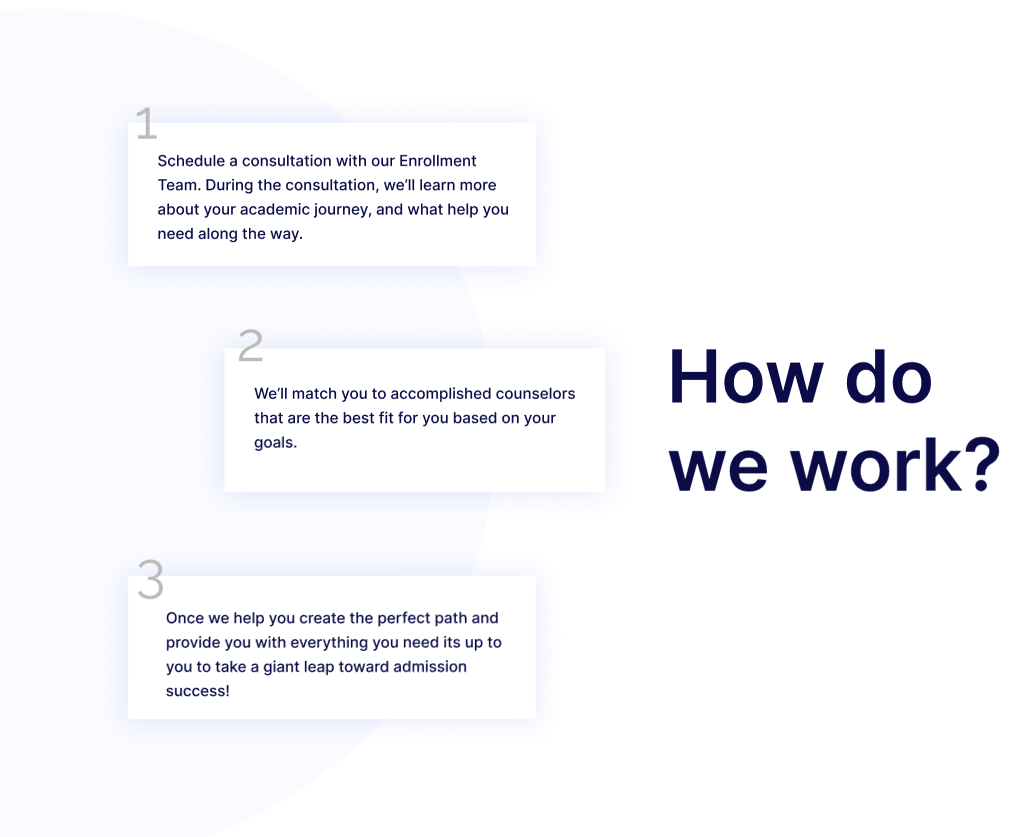 1
Schedule a consultation with our Enrollment
Team. During the consultation, we’ll learn more
about your academic journey, and what help you
need along the way.
2
We’ll match you to accomplished counselors
that are the best fit for you based on your
goals.
How do
we work?
3
Once we help you create the perfect path and
provide you with everything you need its up to
you to take a giant leap toward admission
success!